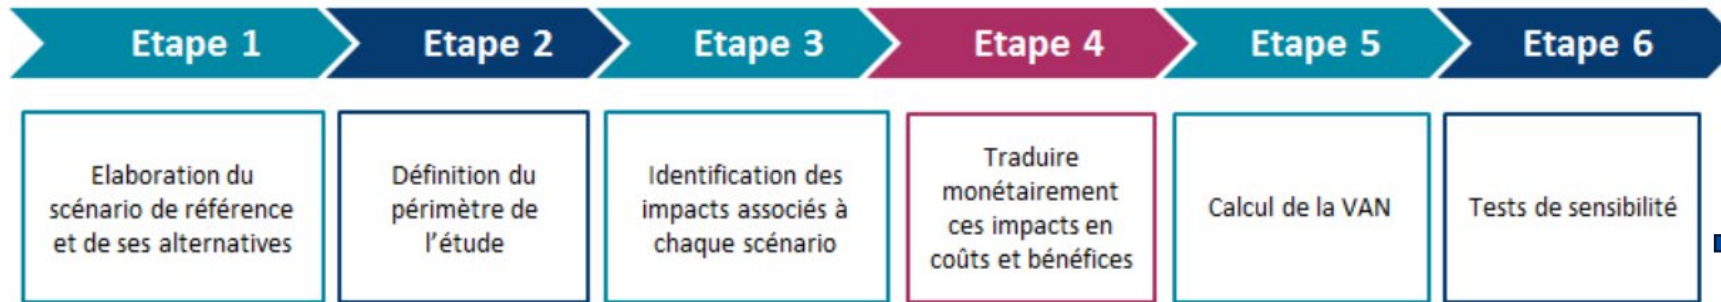 Etape 1
Etape 2
Etape 3
Etape 4
Etape 5
Etape 6
Elaboration du
scénario de référence
et de ses alternatives
Définition du
périmètre de
l'étude
Identification des
impacts associés à
chaque scénario
Traduire
monétairement
ces impacts en
coûts et bénéfices
Calcul de la VAN
Tests de sensibilité